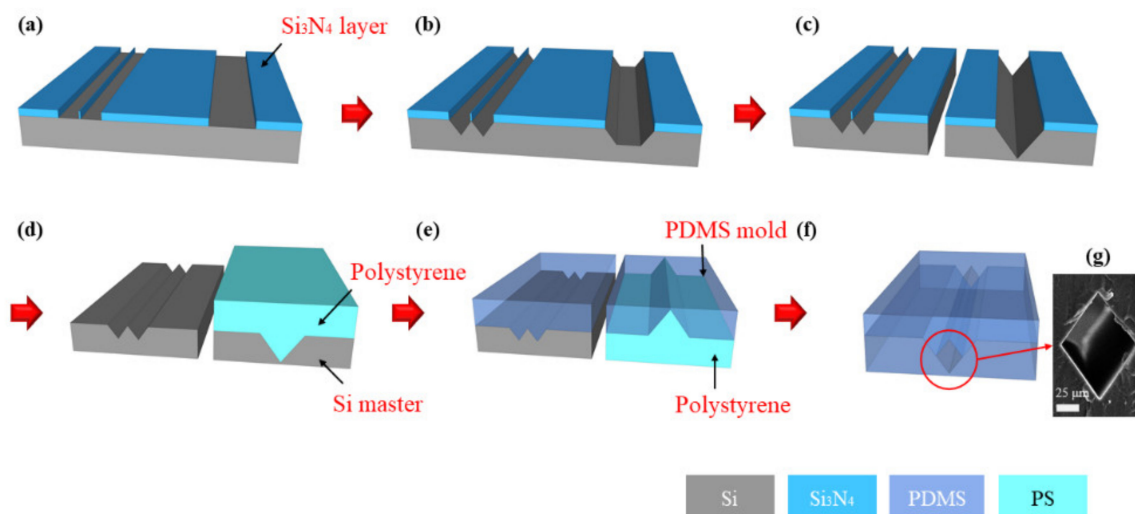 (a)
Si₃N₄ layer
(b)
(c)
(d)
Polystyrene
Si master
(e)
PDMS mold
Polystyrene
(f)
(g)
25 μm
Si
Si₃N₄
PDMS
PS